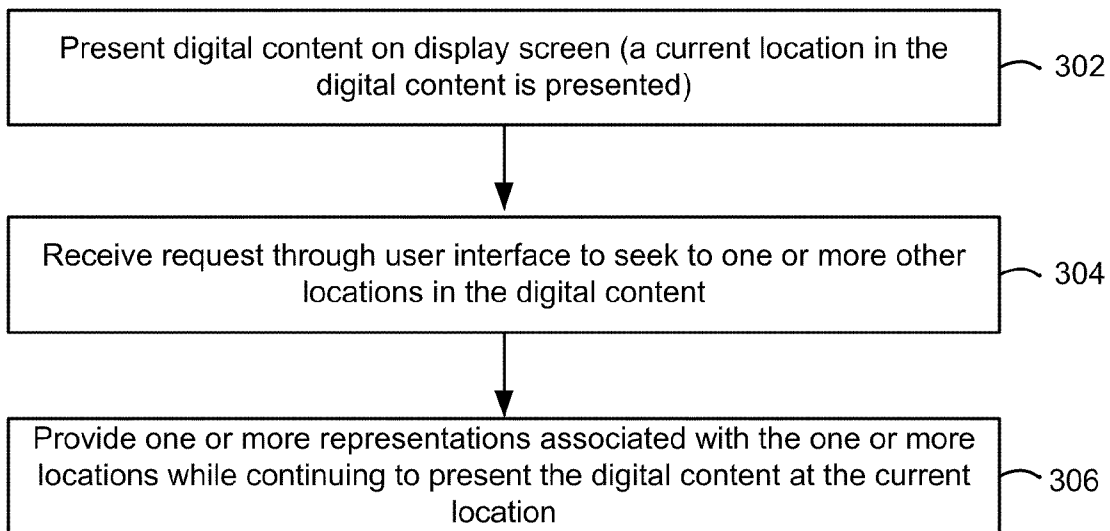 Present digital content on display screen (a current location in the
digital content is presented)
302
Receive request through user interface to seek to one or more other
locations in the digital content
304
Provide one or more representations associated with the one or more
locations while continuing to present the digital content at the current
location
306